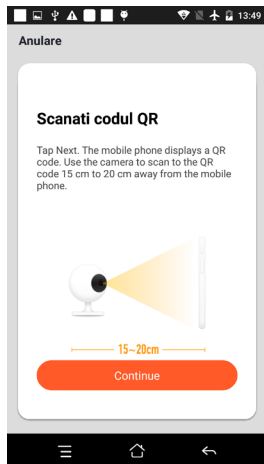 13:49
Anulare
Scanati codul QR
Tap Next. The mobile phone displays a QR
code. Use the camera to scan to the QR
code 15 cm to 20 cm away from the mobile
phone.
15~20cm
Continue